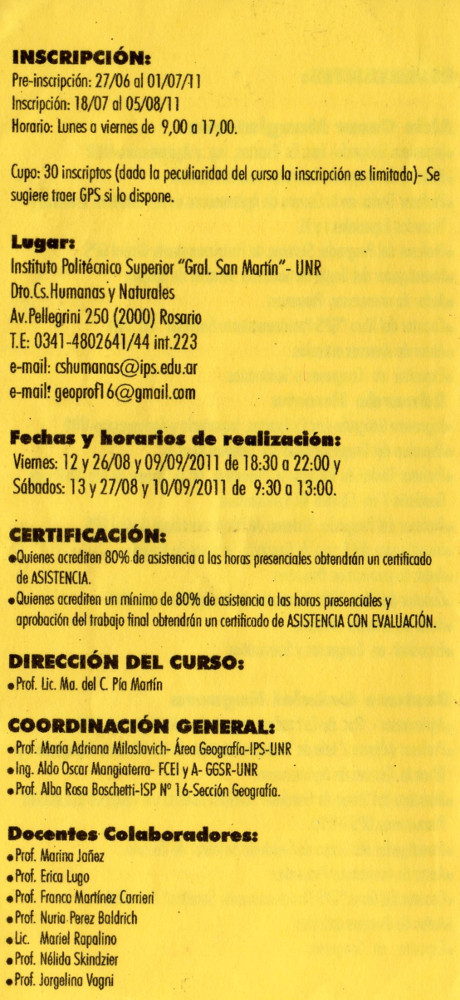 INSCRIPCIÓN:
Pre-inscripción: 27/06 al 01/07/11
Inscripción: 18/07 al 05/08/11
Horario: Lunes a viernes de 9,00 a 17,00.
Cupo: 30 inscriptos (dado la peculiaridad del curso la inscripción es limitada)- Se
sugiere traer GPS si lo dispone.
Lugar:
Instituto Politécnico Superior "Gral. San Martín"- UNR
Dto.Cs.Humanas y Naturales
Av.Pellegrini 250 (2000) Rosario
T.E: 0341-4802641/44 int.223
e-mail: cshumanas@ips.edu.ar
e-mail: geoprof16@gmail.com
Fechas y horarios de realización:
Viernes: 12 y 26/08 y 09/09/2011 de 18:30 a 22:00 y
Sábados: 13 y 27/08 y 10/09/2011 de 9:30 a 13:00.
CERTIFICACIÓN:
•Quienes acrediten 80% de asistencia a las horas presenciales obtendrán un certificado
de ASISTENCIA.
•Quienes acrediten un mínimo de 80% de asistencia a las horas presenciales y
aprobación del trabajo final obtendrán un certificado de ASISTENCIA CON EVALUACIÓN.
DIRECCIÓN DEL CURSO:
•Prof. Lic. Ma. del C. Pía Martín
COORDINACIÓN GENERAL:
•Prof. María Adriana Miloslavich- Área Geografía-IPS-UNR
•Ing. Aldo Oscar Mangiaterra- FCEI y A- GGSR-UNR
•Prof. Alba Rosa Boschetti-ISP Nº 16-Sección Geografía.
Docentes Colaboradores:
•Prof. Marina Jañez
•Prof. Erica Lugo
•Prof. Franco Martínez Carrieri
•Prof. Nuria Perez Baldrich
•Lic. Mariel Rapalino
•Prof. Nélida Skindzier
•Prof. Jorgelina Vagni